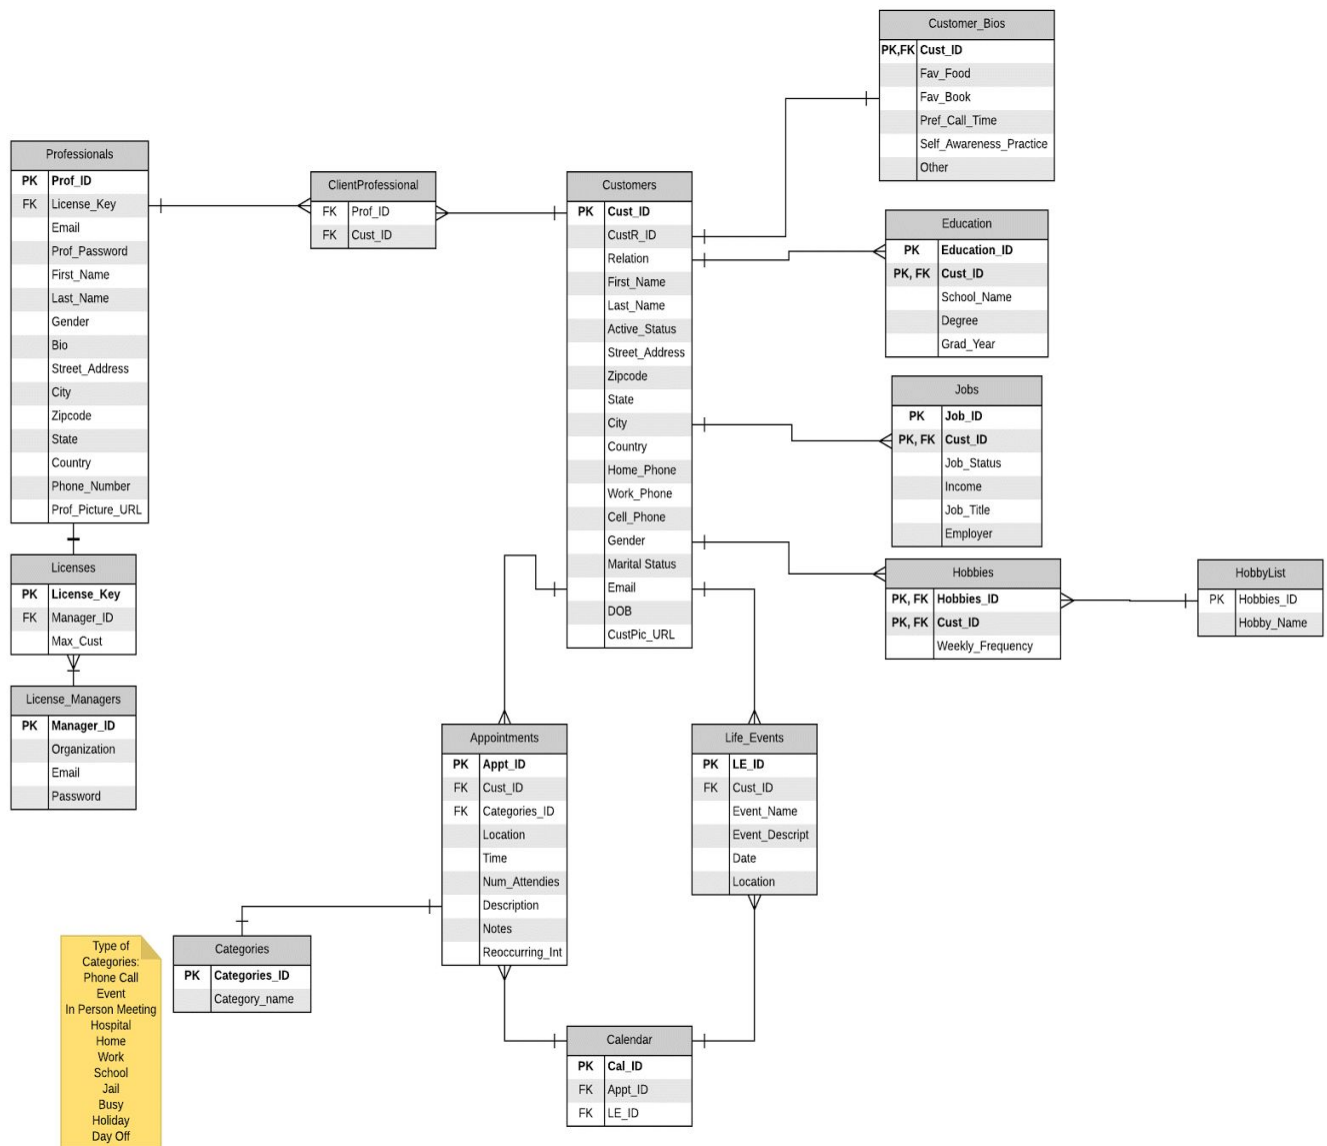 Customer_Bios
PK,FK Cust_ID
Fav_Food
Fav_Book
Pref_Call_Time
Self_Awareness_Practice
Other
Professionals
PK Prof_ID
FK License_Key
Email
Prof_Password
First_Name
Last_Name
Gender
Bio
Street_Address
City
Zipcode
State
Country
Phone_Number
Prof_Picture_URL
ClientProfessional
FK Prof_ID
FK Cust_ID
Customers
PK Cust_ID
CustR_ID
Relation
First_Name
Last_Name
Active_Status
Street_Address
Zipcode
State
City
Country
Home_Phone
Work_Phone
Cell_Phone
Gender
Marital Status
Email
DOB
CustPic_URL
Education
PK Education_ID
PK, FK Cust_ID
School_Name
Degree
Grad_Year
Jobs
PK Job_ID
PK, FK Cust_ID
Job_Status
Income
Job_Title
Employer
Hobbies
PK, FK Hobbies_ID
PK, FK Cust_ID
Weekly_Frequency
HobbyList
PK Hobbies_ID
Hobby_Name
Licenses
PK License_Key
FK Manager_ID
Max_Cust
License_Managers
PK Manager_ID
Organization
Email
Password
Appointments
PK Appt_ID
FK Cust_ID
FK Categories_ID
Location
Time
Num_Attendies
Description
Notes
Reoccurring_Int
Life_Events
PK LE_ID
FK Cust_ID
Event_Name
Event_Descript
Date
Location
Type of
Categories:
Phone Call
Event
In Person Meeting
Hospital
Home
Work
School
Jail
Busy
Holiday
Day Off
Categories
PK Categories_ID
Category_name
Calendar
PK Cal_ID
FK Appt_ID
FK LE_ID